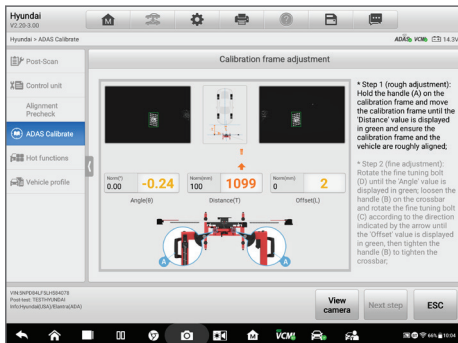 Hyundai
V2.20-3.00
Hyundai > ADAS Calibrate
ADAS VCMI 14.3V
Post-Scan
Control unit
Alignment
Precheck
ADAS Calibrate
Hot functions
Vehicle profile
Calibration frame adjustment
Norm(°)
0.00
-0.24
Norm(mm)
100
1099
Norm(mm)
0
2
Angle(B)
Distance(T)
Offset(L)
A
A
* Step 1 (rough adjustment):
Hold the handle (A) on the
calibration frame and move
the calibration frame until the
'Distance' value is displayed
in green and ensure the
calibration frame and the
vehicle are roughly aligned;
* Step 2 (fine adjustment):
Rotate the fine tuning bolt
(D) until the 'Angle' value is
displayed in green; loosen the
handle (B) on the crossbar
and rotate the fine tuning bolt
(C) according to the direction
indicated by the arrow until
the 'Offset' value is displayed
in green, then tighten the
handle (B) to tighten the
crossbar;
Info:Hyundai(USA)/Elantra(ADA)
View
camera
Next step
ESC
VCMI
66% 10:04